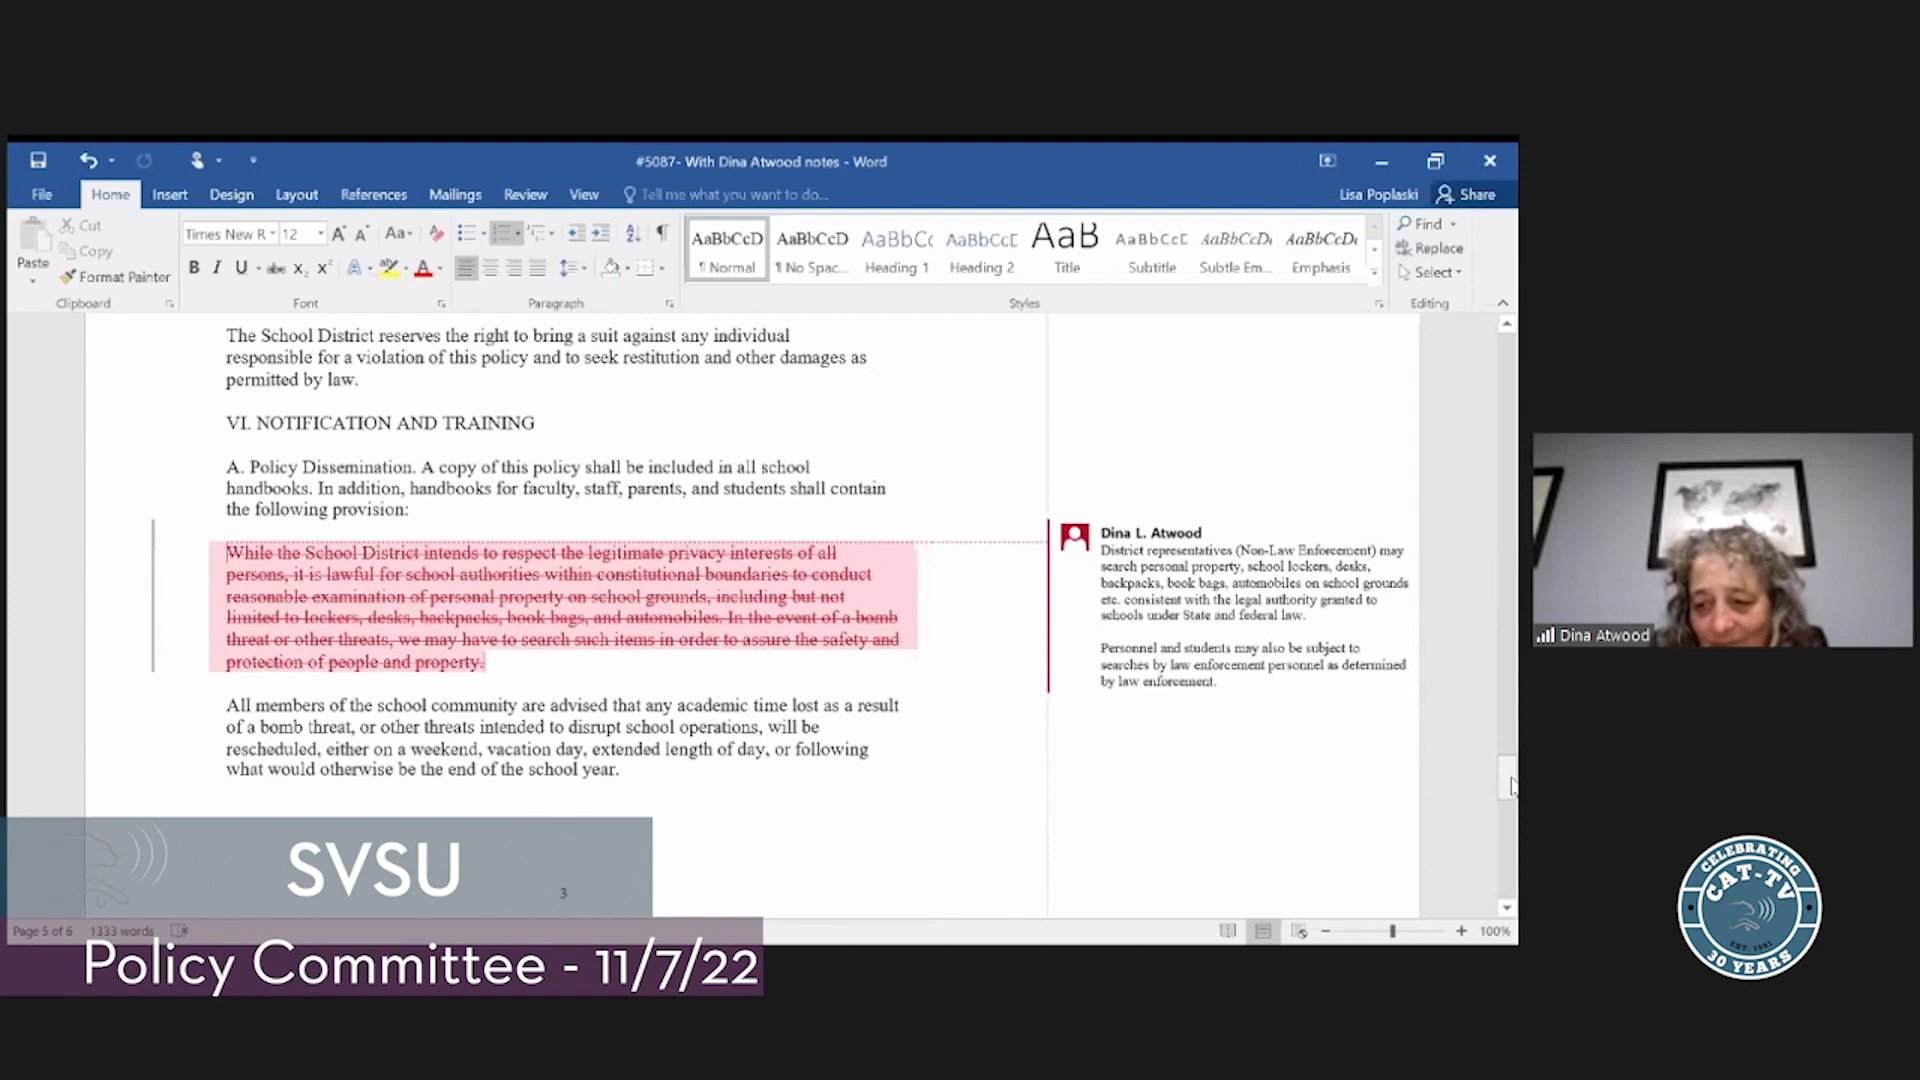 #5087- With Dina Atwood notes - Word
File Home Insert Design Layout References Mailings Review View Tell me what you want to do... Lisa Poplaski Share
Paste
Cut
Copy
Format Painter
Clipboard
Times New R 12
Font
Paragraph
AaBbCcD AaBbCcD AaBbCc AaBbCcD AaB AaBbCcD AaBbCcDc AaBbCcDc
¶ Normal ¶ No Spac... Heading 1 Heading 2 Title Subtitle Subtle Em... Emphasis
Styles
Find
Replace
Select
Editing
The School District reserves the right to bring a suit against any individual
responsible for a violation of this policy and to seek restitution and other damages as
permitted by law.
VI. NOTIFICATION AND TRAINING
A. Policy Dissemination. A copy of this policy shall be included in all school
handbooks. In addition, handbooks for faculty, staff, parents, and students shall contain
the following provision:
While the School District intends to respect the legitimate privacy interests of all
persons, it is lawful for school authorities within constitutional boundaries to conduct
reasonable examination of personal property on school grounds, including but not
limited to lockers, desks, backpacks, book bags, and automobiles. In the event of a bomb
threat or other threats, we may have to search such items in order to assure the safety and
protection of people and property.
All members of the school community are advised that any academic time lost as a result
of a bomb threat, or other threats intended to disrupt school operations, will be
rescheduled, either on a weekend, vacation day, extended length of day, or following
what would otherwise be the end of the school year.
3
Dina L. Atwood
District representatives (Non-Law Enforcement) may
search personal property, school lockers, desks,
backpacks, book bags, automobiles on school grounds
etc. consistent with the legal authority granted to
schools under State and federal law.
Personnel and students may also be subject to
searches by law enforcement personnel as determined
by law enforcement.
Page 5 of 6 1333 words
100%
Dina Atwood
SVSU
Policy Committee - 11/7/22
CELEBRATING
CAT-TV
EST. 1991
30 YEARS